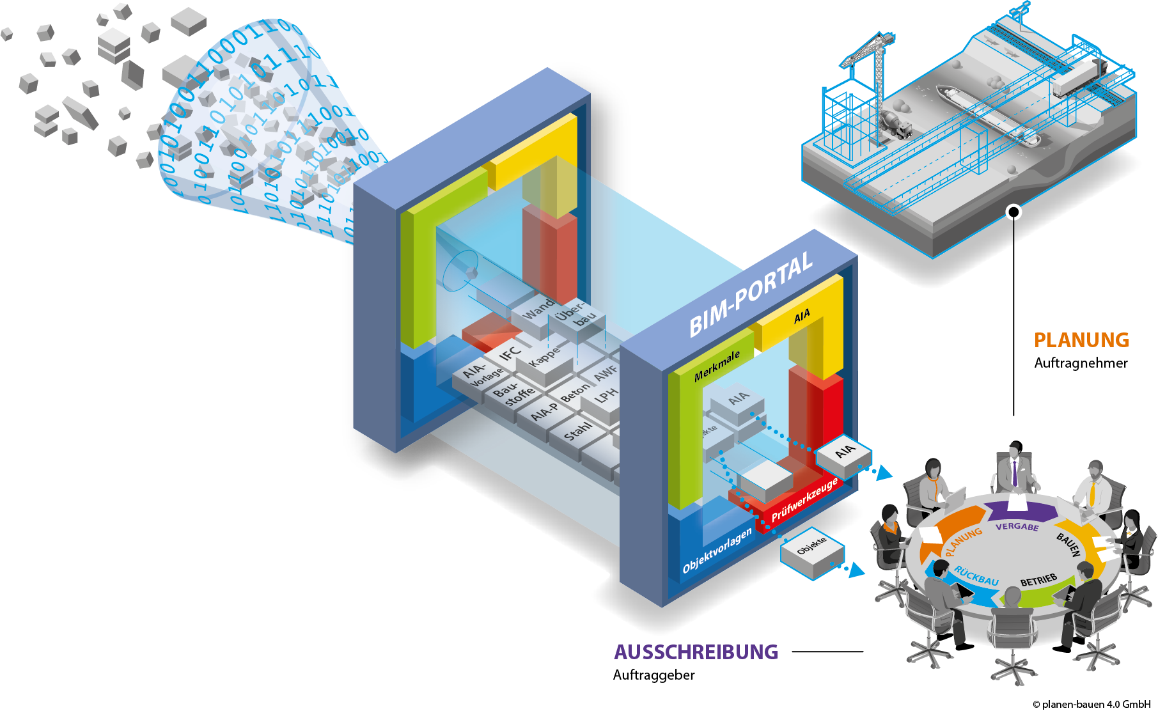 BIM-PORTAL
AIA
Merkmale
Wand
Über-
bau
IFC
Kappe
AIA-
Vorlage
Bau-
stoffe
AWF
Beton
LPH
AIA-P
Stahl
AIA
AIA
Prüfwerkzeuge
Objektvorlagen
Objekte
PLANUNG
Auftragnehmer
VERGABE
PLANUNG
BAUEN
RÜCKBAU
BETRIEB
AUSSCHREIBUNG
Auftraggeber
© planen-bauen 4.0 GmbH